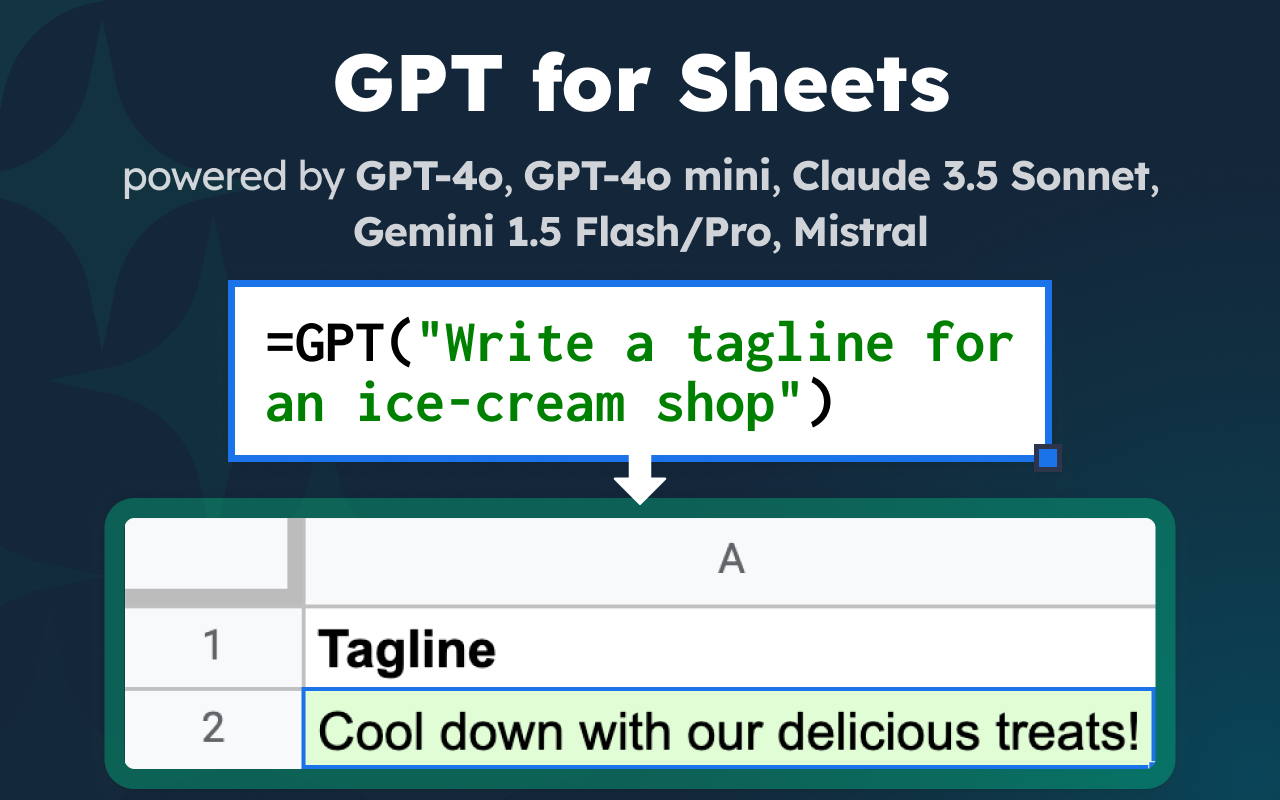 GPT for Sheets
powered by GPT-4o, GPT-4o mini, Claude 3.5 Sonnet,
Gemini 1.5 Flash/Pro, Mistral
=GPT("Write a tagline for
an ice-cream shop")
A
1 Tagline
2 Cool down with our delicious treats!